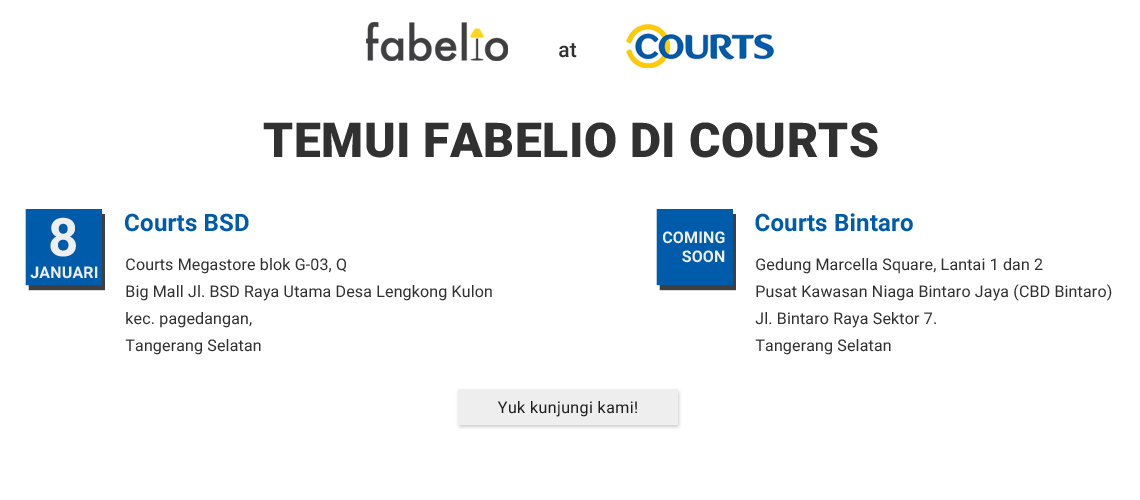 fabelio at COURTS
TEMUI FABELIO DI COURTS
8
JANUARI
Courts BSD
Courts Megastore blok G-03, Q
Big Mall Jl. BSD Raya Utama Desa Lengkong Kulon
kec. pagedangan,
Tangerang Selatan
COMING
SOON
Courts Bintaro
Gedung Marcella Square, Lantai 1 dan 2
Pusat Kawasan Niaga Bintaro Jaya (CBD Bintaro)
Jl. Bintaro Raya Sektor 7.
Tangerang Selatan
Yuk kunjungi kami!